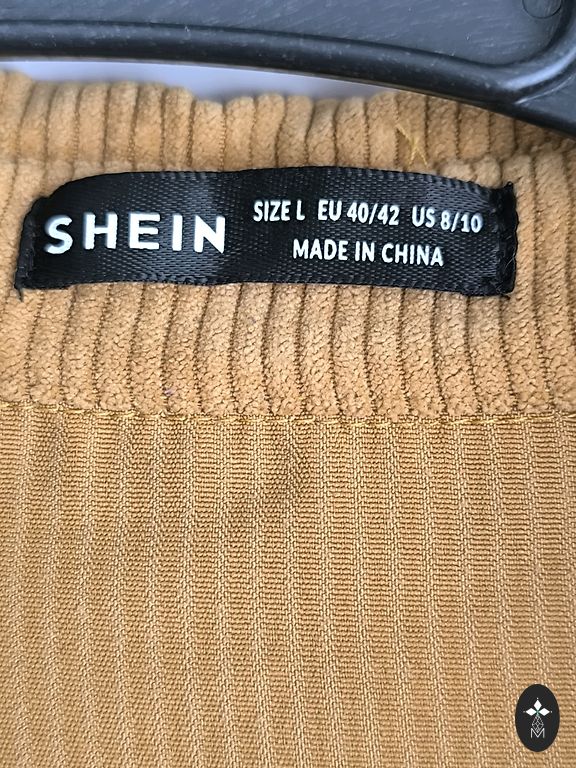 SHEIN
SIZE L EU 40/42 US 8/10
MADE IN CHINA
M